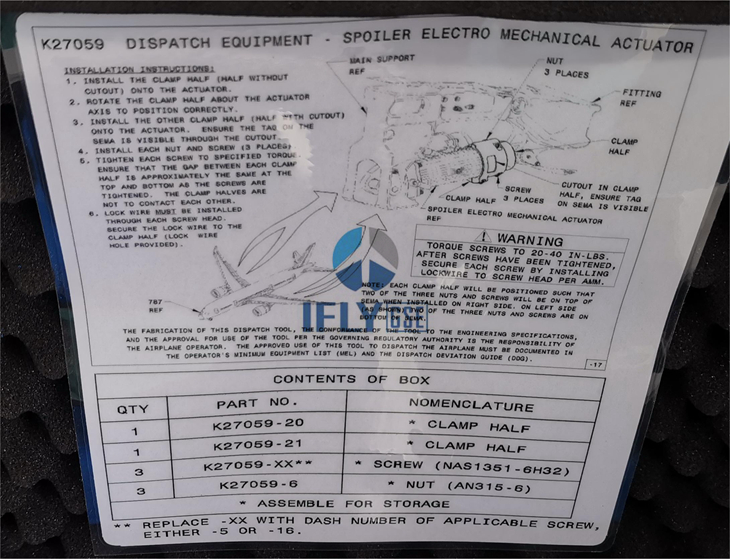 K27059 DISPATCH EQUIPMENT - SPOILER ELECTRO MECHANICAL ACTUATOR
INSTALLATION INSTRUCTIONS:
1. INSTALL THE CLAMP HALF (HALF WITHOUT
CUTOUT) ONTO THE ACTUATOR.
2. ROTATE THE CLAMP HALF ABOUT THE ACTUATOR
AXIS TO POSITION CORRECTLY.
3. INSTALL THE OTHER CLAMP HALF (HALF WITH CUTOUT)
ONTO THE ACTUATOR. ENSURE THE TAG ON THE
SEMA IS VISIBLE THROUGH THE CUTOUT.
4. INSTALL EACH NUT AND SCREW (3 PLACES)
5. TIGHTEN EACH SCREW TO SPECIFIED TORQUE.
ENSURE THAT THE GAP BETWEEN EACH CLAMP
HALF IS APPROXIMATELY THE SAME AT THE
TOP AND BOTTOM AS THE SCREWS ARE
TIGHTENED. THE CLAMP HALVES ARE
NOT TO CONTACT EACH OTHER.
6. LOCK WIRE MUST BE INSTALLED
THROUGH EACH SCREW HEAD.
SECURE THE LOCK WIRE TO THE
CLAMP HALF (LOCK WIRE
HOLE PROVIDED).
MAIN SUPPORT
REF
NUT
3 PLACES
FITTING
REF
CLAMP
HALF
CUTOUT IN CLAMP
HALF, ENSURE TAG
ON SEMA IS VISIBLE
SCREW
3 PLACES
CLAMP HALF
SPOILER ELECTRO MECHANICAL ACTUATOR
REF
WARNING
TORQUE SCREWS TO 20-40 IN-LBS.
AFTER SCREWS HAVE BEEN TIGHTENED,
SECURE EACH SCREW BY INSTALLING
LOCKWIRE TO SCREW HEAD PER AMM.
NOTE: EACH CLAMP HALF WILL BE POSITIONED SUCH THAT
TWO OF THE THREE NUTS AND SCREWS WILL BE ON TOP OF
SEMA WHEN INSTALLED ON RIGHT SIDE. ON LEFT SIDE
OF THE THREE NUTS AND SCREWS ARE ON
BOTTOM OF SEMA.
787
REF
IFLY GSE
THE FABRICATION OF THIS DISPATCH TOOL, THE CONFORMANCE OF THE TOOL TO THE ENGINEERING SPECIFICATIONS,
AND THE APPROVAL FOR USE OF THE TOOL PER THE GOVERNING REGULATORY AUTHORITY IS THE RESPONSIBILITY OF
THE AIRPLANE OPERATOR. THE APPROVED USE OF THIS TOOL TO DISPATCH THE AIRPLANE MUST BE DOCUMENTED IN
THE OPERATOR'S MINIMUM EQUIPMENT LIST (MEL) AND THE DISPATCH DEVIATION GUIDE (DDG).
-17
CONTENTS OF BOX
QTY PART NO. NOMENCLATURE
1 K27059-20 * CLAMP HALF
1 K27059-21 * CLAMP HALF
3 K27059-XX** * SCREW (NAS1351-6H32)
3 K27059-6 * NUT (AN315-6)
* ASSEMBLE FOR STORAGE
** REPLACE -XX WITH DASH NUMBER OF APPLICABLE SCREW,
EITHER -5 OR -16.